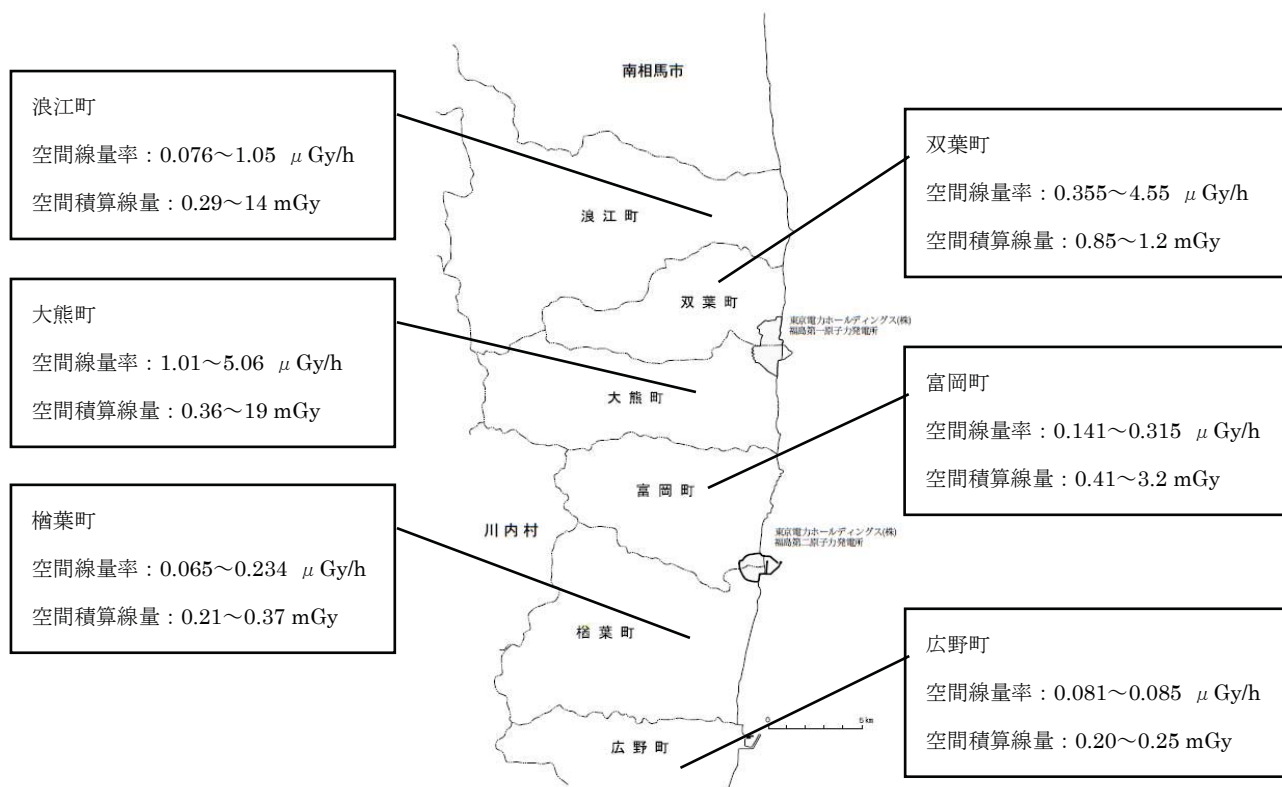 南相馬市
浪江町
空間線量率：0.076～1.05 μGy/h
空間積算線量：0.29～14 mGy
双葉町
空間線量率：0.355～4.55 μGy/h
空間積算線量：0.85～1.2 mGy
浪江町
大熊町
空間線量率：1.01～5.06 μGy/h
空間積算線量：0.36～19 mGy
双葉町
東京電力ホールディングス(株)
福島第一原子力発電所
大熊町
富岡町
空間線量率：0.141～0.315 μGy/h
空間積算線量：0.41～3.2 mGy
富岡町
楢葉町
空間線量率：0.065～0.234 μGy/h
空間積算線量：0.21～0.37 mGy
川内村
東京電力ホールディングス(株)
福島第二原子力発電所
楢葉町
広野町
空間線量率：0.081～0.085 μGy/h
空間積算線量：0.20～0.25 mGy
0 5km
広野町